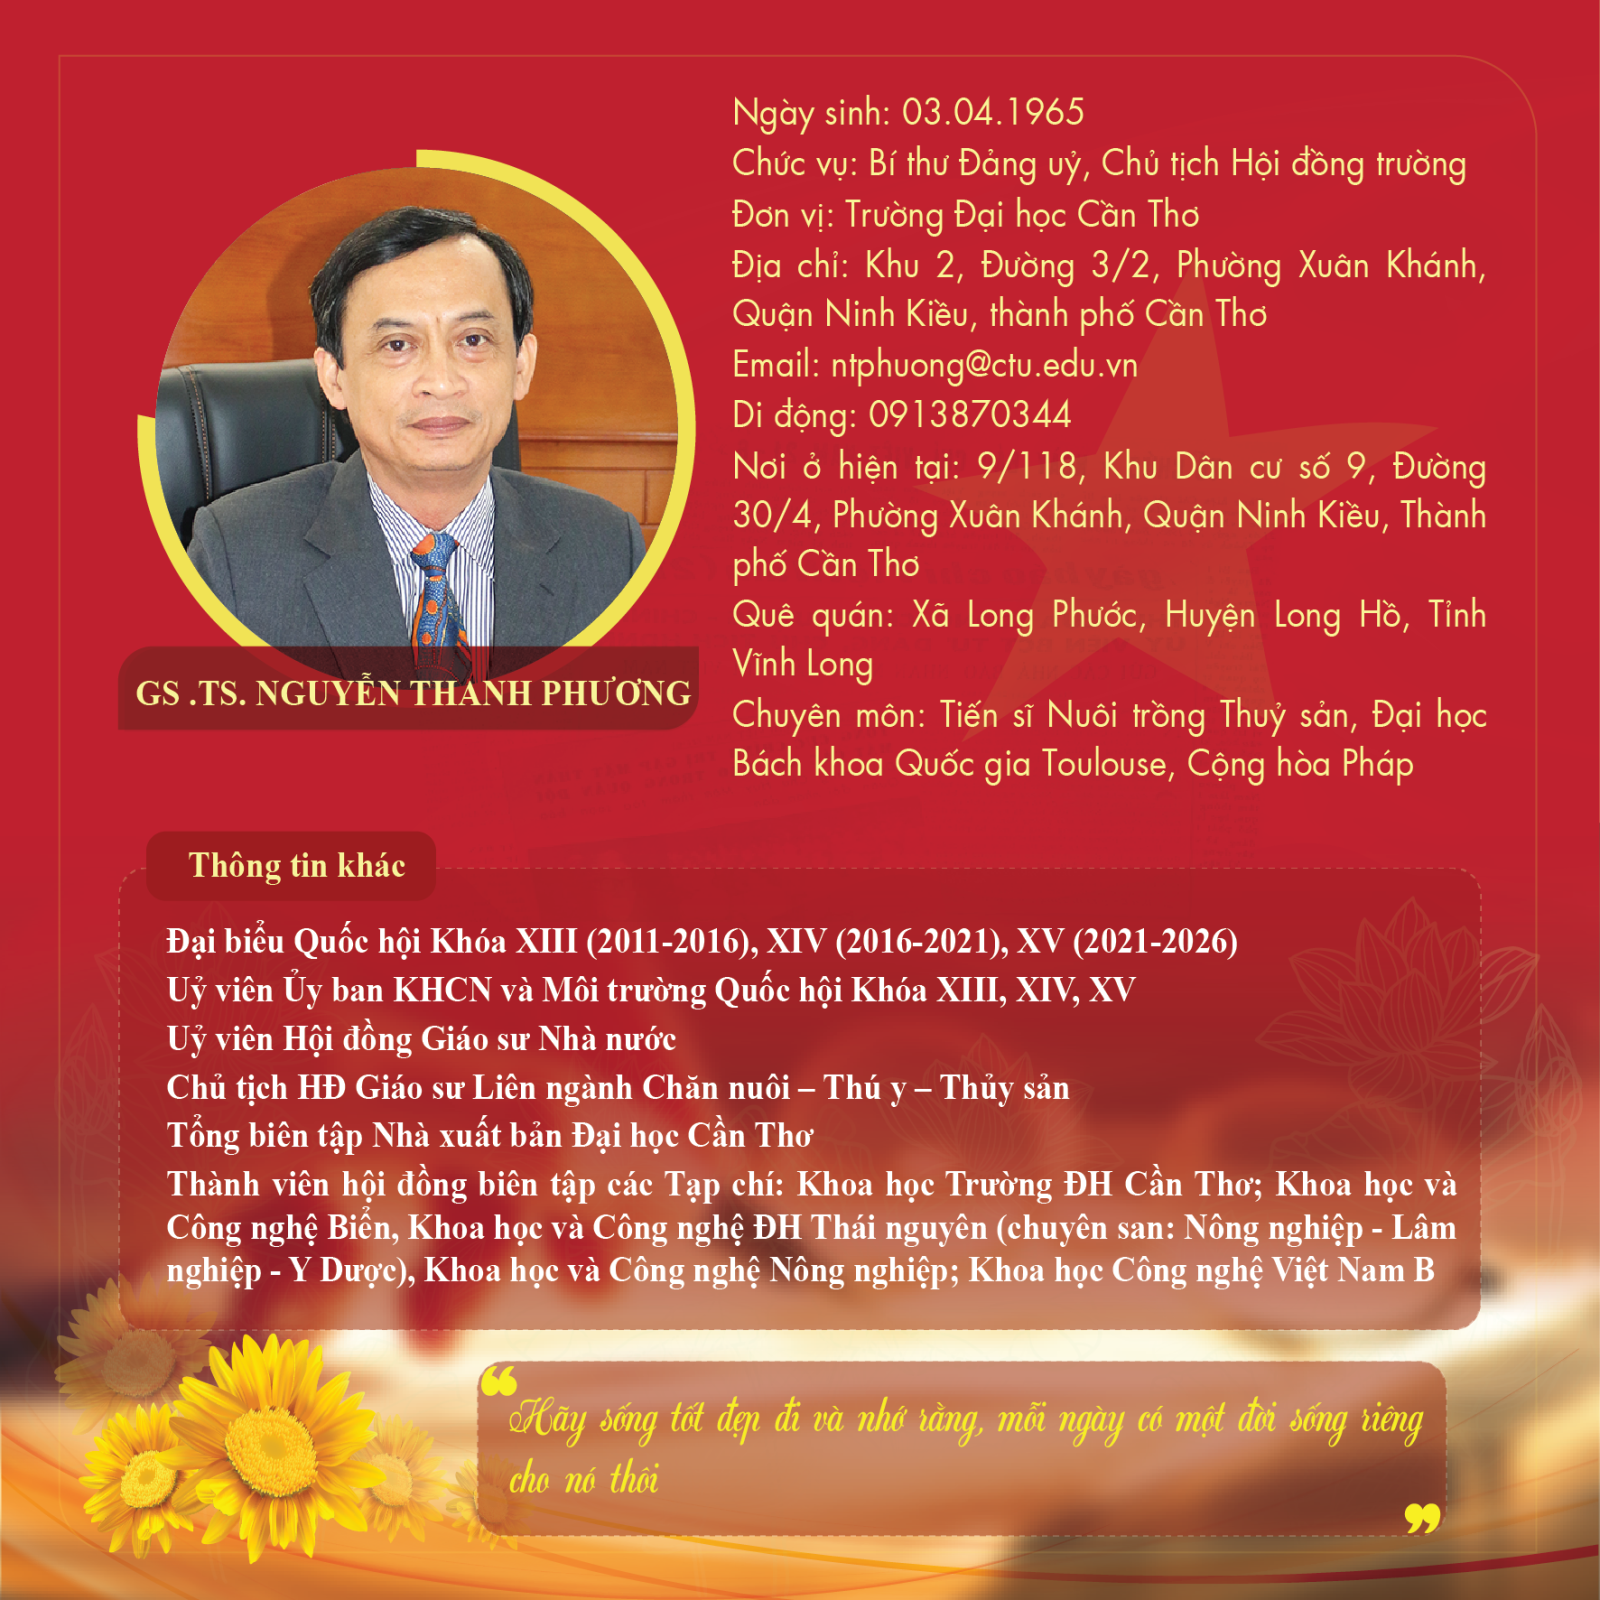 Ngày sinh: 03.04.1965
Chức vụ: Bí thư Đảng uỷ, Chủ tịch Hội đồng trường
Đơn vị: Trường Đại học Cần Thơ
Địa chỉ: Khu 2, Đường 3/2, Phường Xuân Khánh,
Quận Ninh Kiều, thành phố Cần Thơ
Email: ntphuong@ctu.edu.vn
Di động: 0913870344
Nơi ở hiện tại: 9/118, Khu Dân cư số 9, Đường
30/4, Phường Xuân Khánh, Quận Ninh Kiều, Thành
phố Cần Thơ
Quê quán: Xã Long Phước, Huyện Long Hồ, Tỉnh
Vĩnh Long
Chuyên môn: Tiến sĩ Nuôi trồng Thuỷ sản, Đại học
Bách khoa Quốc gia Toulouse, Cộng hòa Pháp
GS .TS. NGUYỄN THANH PHƯƠNG
Thông tin khác
Đại biểu Quốc hội Khóa XIII (2011-2016), XIV (2016-2021), XV (2021-2026)
Uỷ viên Ủy ban KHCN và Môi trường Quốc hội Khóa XIII, XIV, XV
Uỷ viên Hội đồng Giáo sư Nhà nước
Chủ tịch HĐ Giáo sư Liên ngành Chăn nuôi – Thú y – Thủy sản
Tổng biên tập Nhà xuất bản Đại học Cần Thơ
Thành viên hội đồng biên tập các Tạp chí: Khoa học Trường ĐH Cần Thơ; Khoa học và
Công nghệ Biển, Khoa học và Công nghệ ĐH Thái nguyên (chuyên san: Nông nghiệp - Lâm
nghiệp - Y Dược), Khoa học và Công nghệ Nông nghiệp; Khoa học Công nghệ Việt Nam B
“Hãy sống tốt đẹp đi và nhớ rằng, mỗi ngày có một đời sống riêng
cho nó thôi”